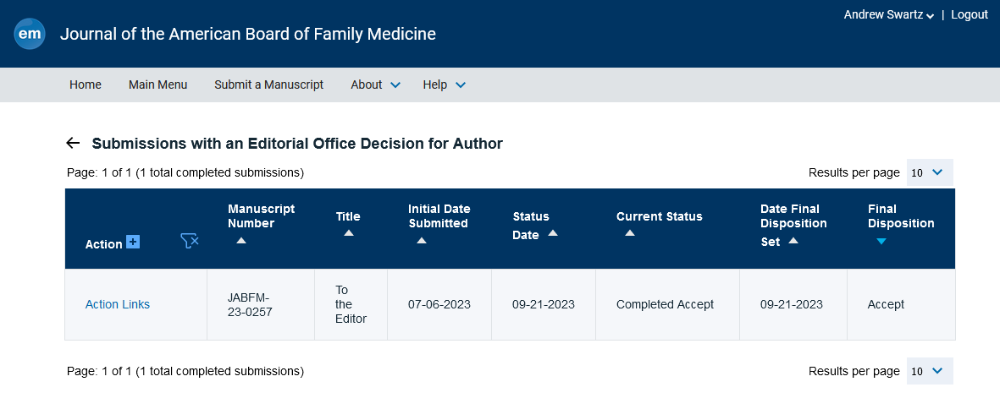 Andrew Swartz | Logout
em Journal of the American Board of Family Medicine
Home Main Menu Submit a Manuscript About Help
Submissions with an Editorial Office Decision for Author
Page: 1 of 1 (1 total completed submissions) Results per page 10
Action + Manuscript Number Title Initial Date Submitted Status Date Current Status Date Final Disposition Set Final Disposition
Action Links JABFM-23-0257 To the Editor 07-06-2023 09-21-2023 Completed Accept 09-21-2023 Accept
Page: 1 of 1 (1 total completed submissions) Results per page 10